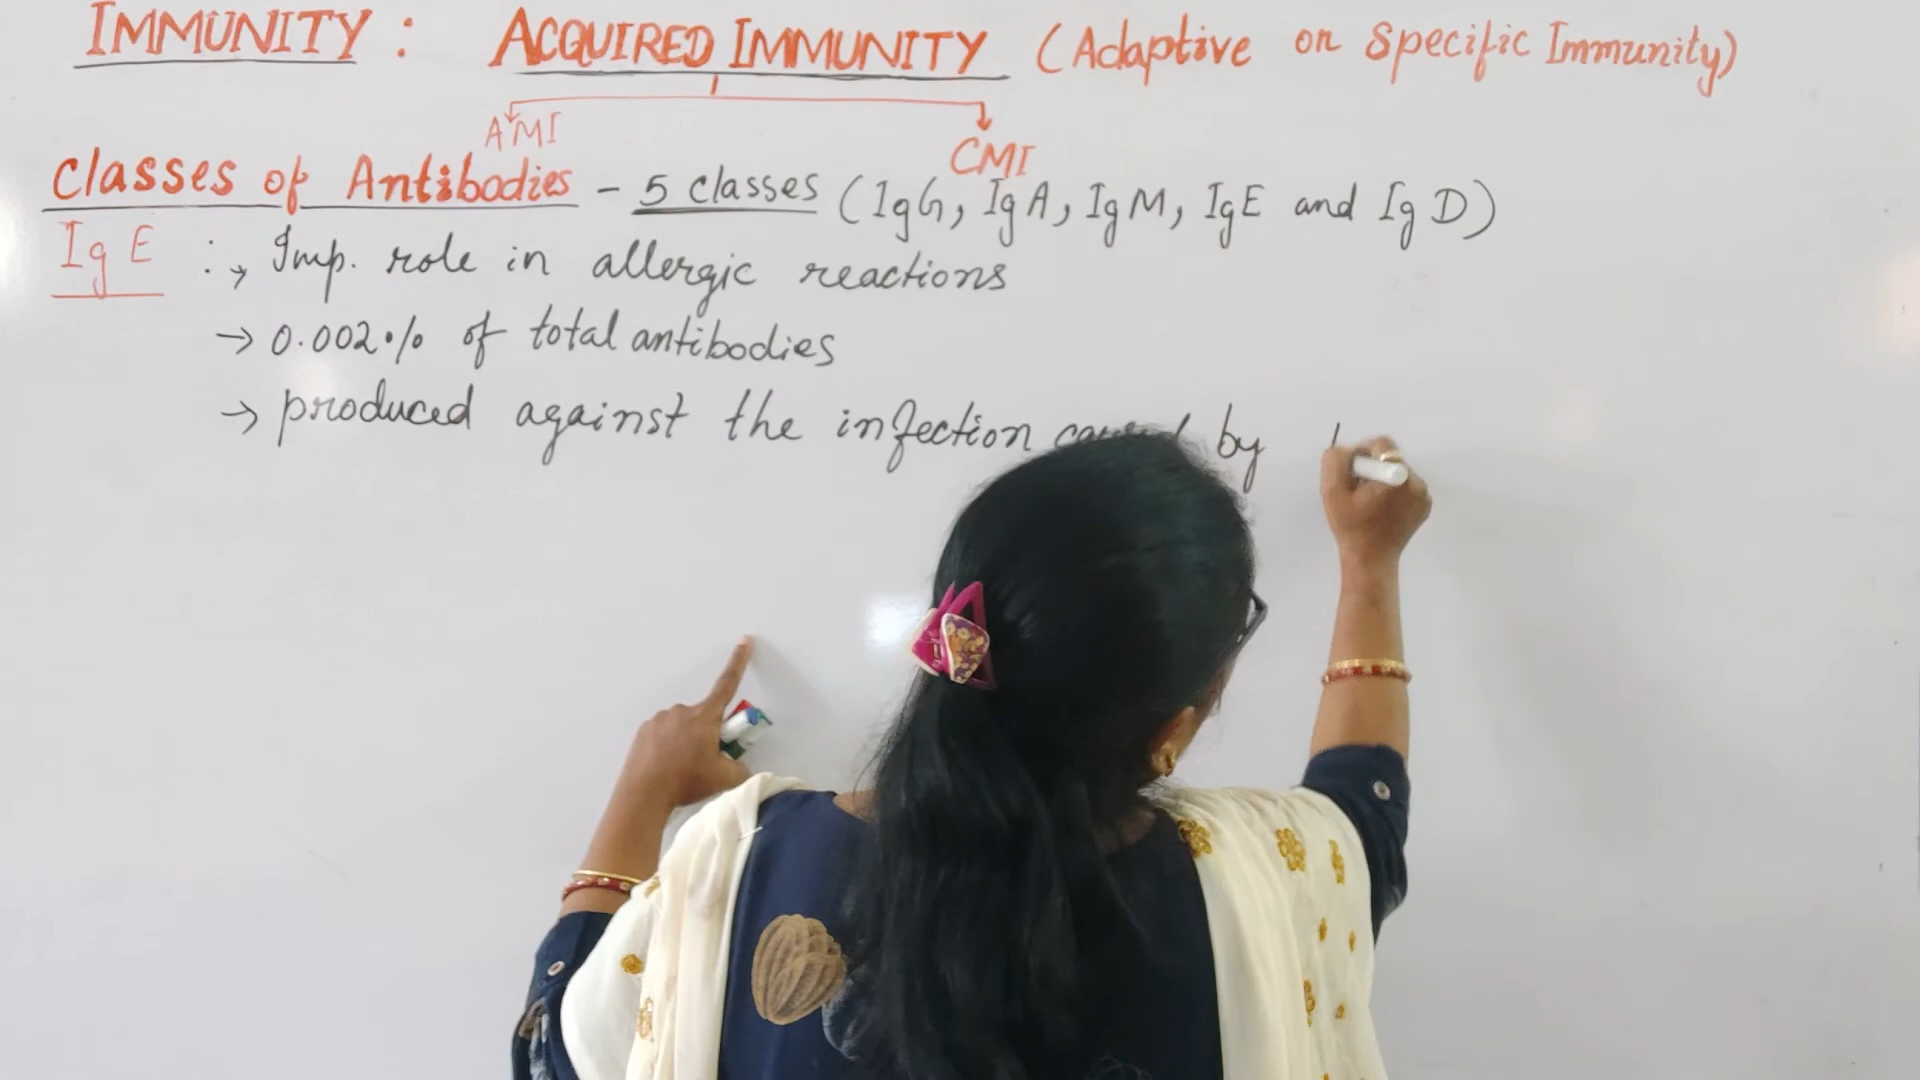 IMMUNITY : ACQUIRED IMMUNITY (Adaptive or Specific Immunity)
AMI CMI
Classes of Antibodies - 5 classes (IgG, IgA, IgM, IgE and IgD)
IgE : → Imp. role in allergic reactions
→ 0.002% of total antibodies
→ produced against the infection caused by